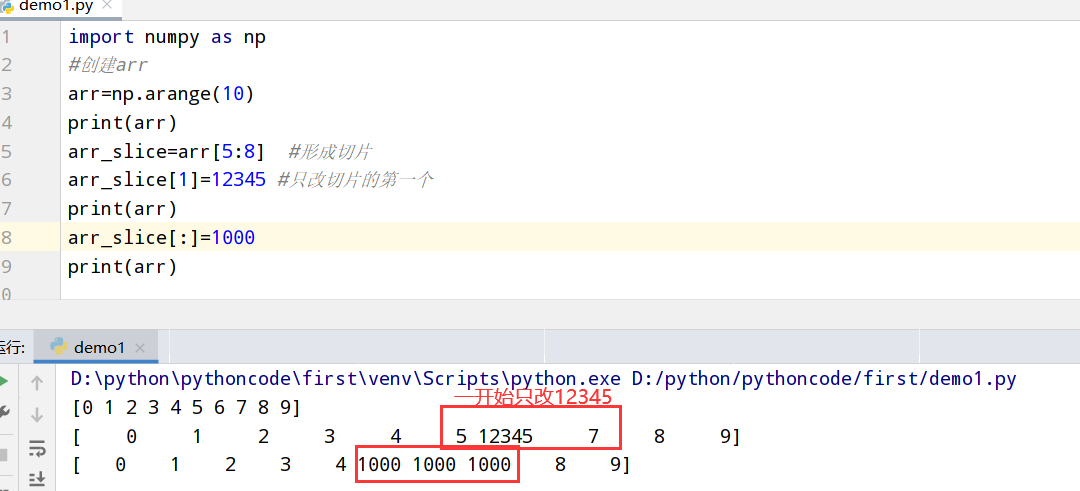 demo1.py
1 import numpy as np
2 #创建arr
3 arr=np.arange(10)
4 print(arr)
5 arr_slice=arr[5:8]  #形成切片
6 arr_slice[1]=12345 #只改切片的第一个
7 print(arr)
8 arr_slice[:]=1000
9 print(arr)
0
运行: demo1
D:\python\pythoncode\first\venv\Scripts\python.exe D:/python/pythoncode/first/demo1.py
一开始只改12345
[0 1 2 3 4 5 6 7 8 9]
[    0     1     2     3     4     5 12345     7     8     9]
[   0    1    2    3    4 1000 1000 1000    8    9]